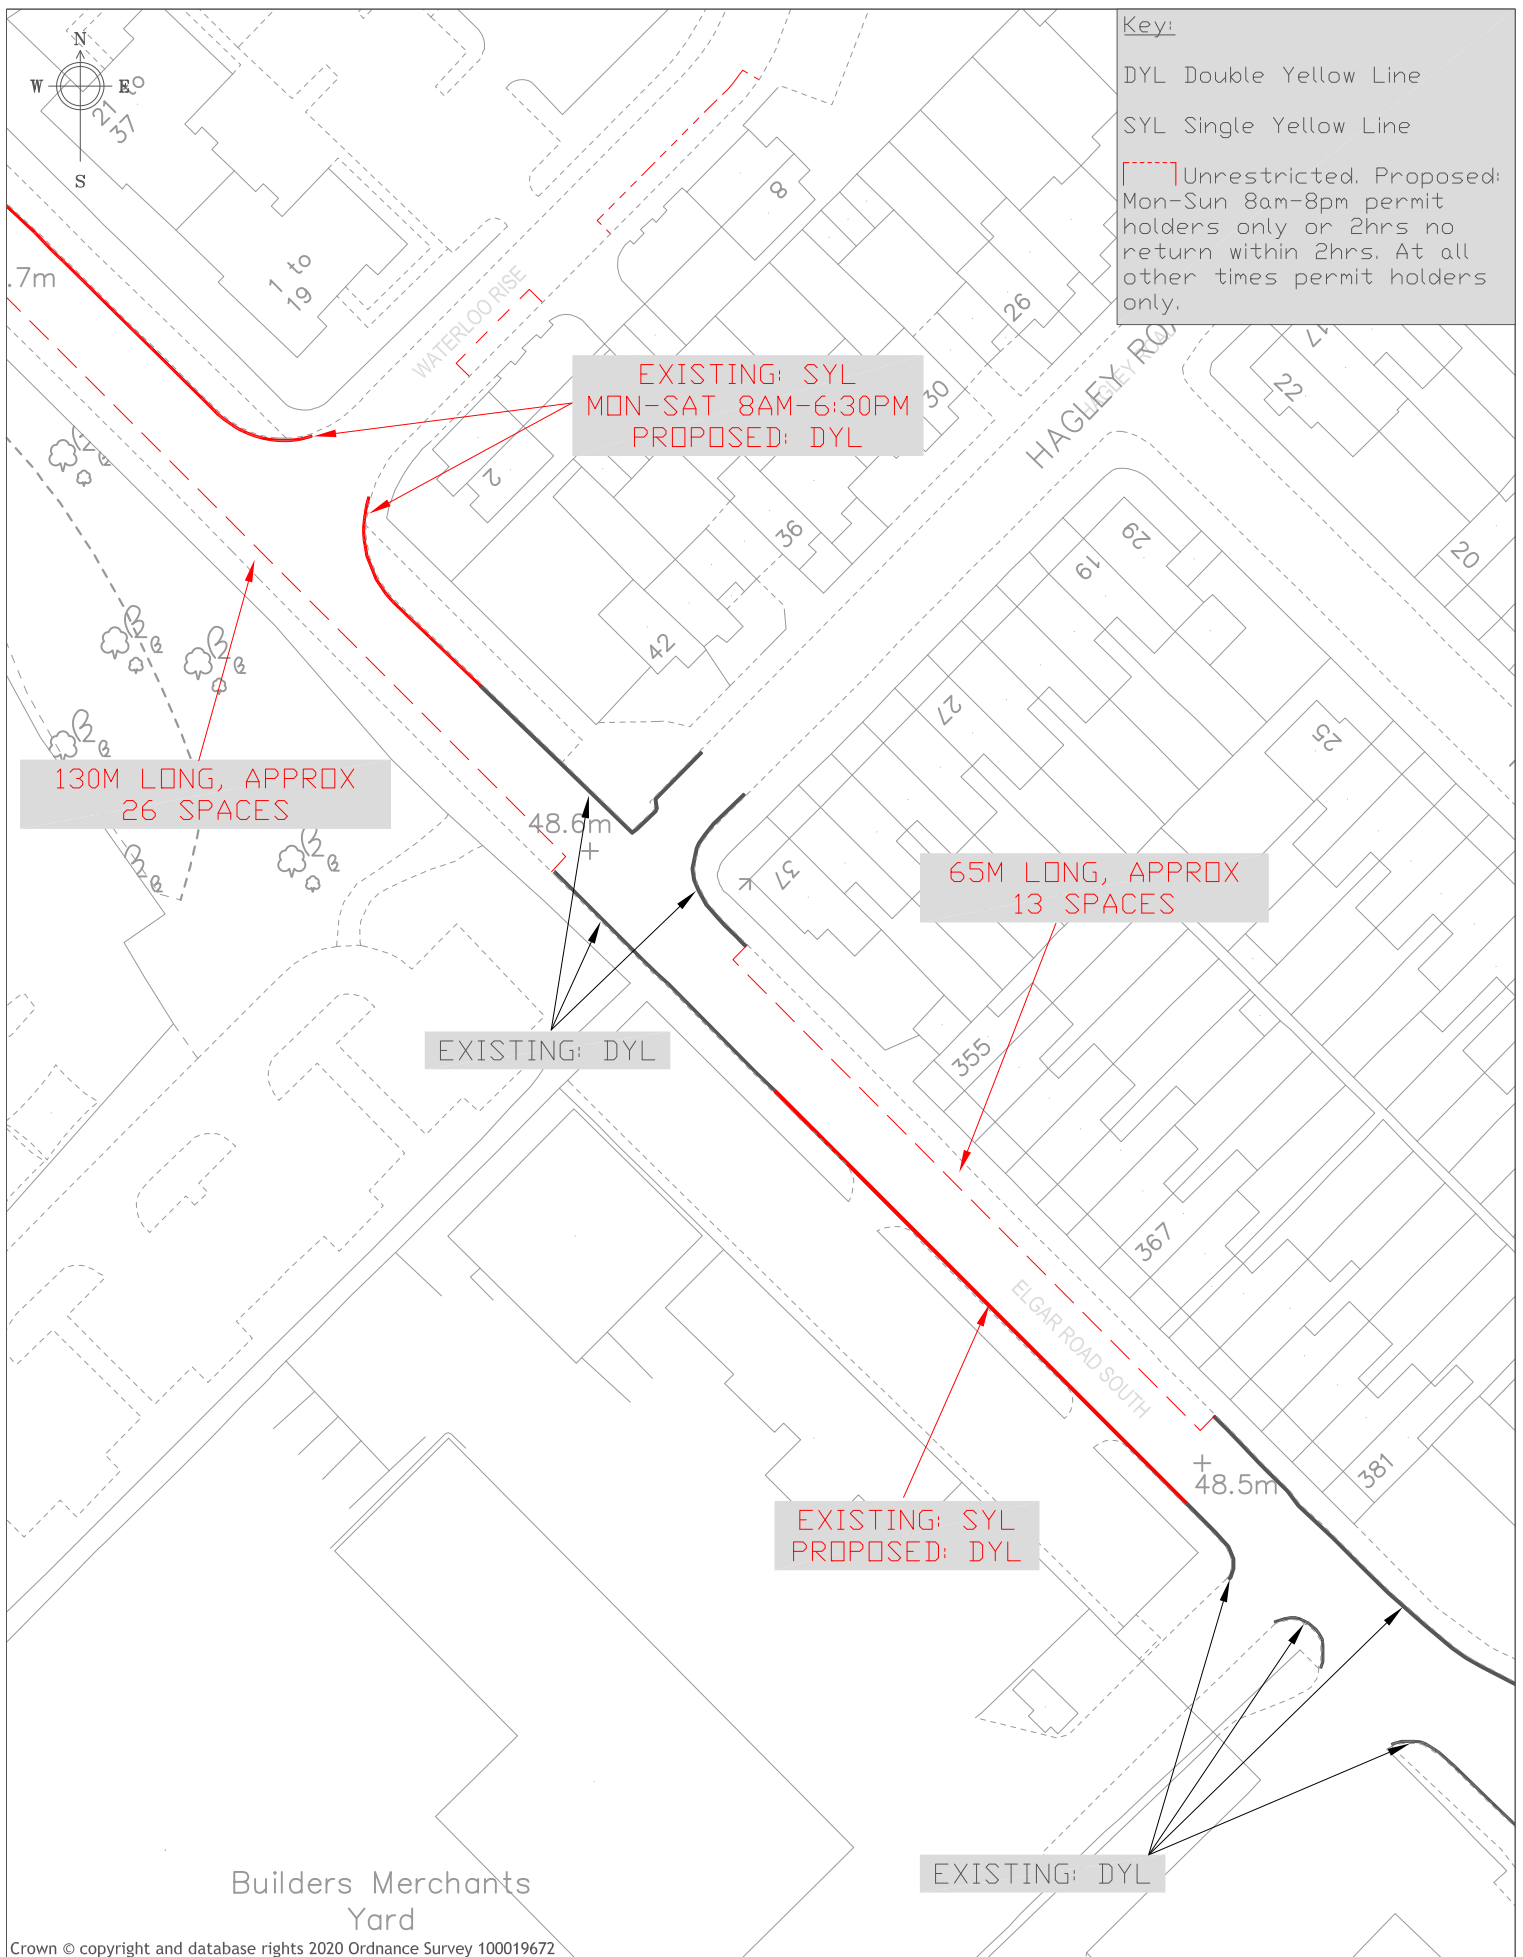 Key:
DYL Double Yellow Line
SYL Single Yellow Line
Unrestricted. Proposed:
Mon-Sun 8am-8pm permit
holders only or 2hrs no
return within 2hrs. At all
other times permit holders
only.
N
W E
S
21 to
37
1 to
19
.7m
WATERLOO RISE
8
26
HAGLEY
17
22
EXISTING: SYL
MON-SAT 8AM-6:30PM
PROPOSED: DYL
30
2
36
29
19
20
42
27
25
130M LONG, APPROX
26 SPACES
48.6m
37
65M LONG, APPROX
13 SPACES
EXISTING: DYL
355
367
ELGAR ROAD SOUTH
381
48.5m
EXISTING: SYL
PROPOSED: DYL
EXISTING: DYL
Builders Merchants
Yard
Crown © copyright and database rights 2020 Ordnance Survey 100019672